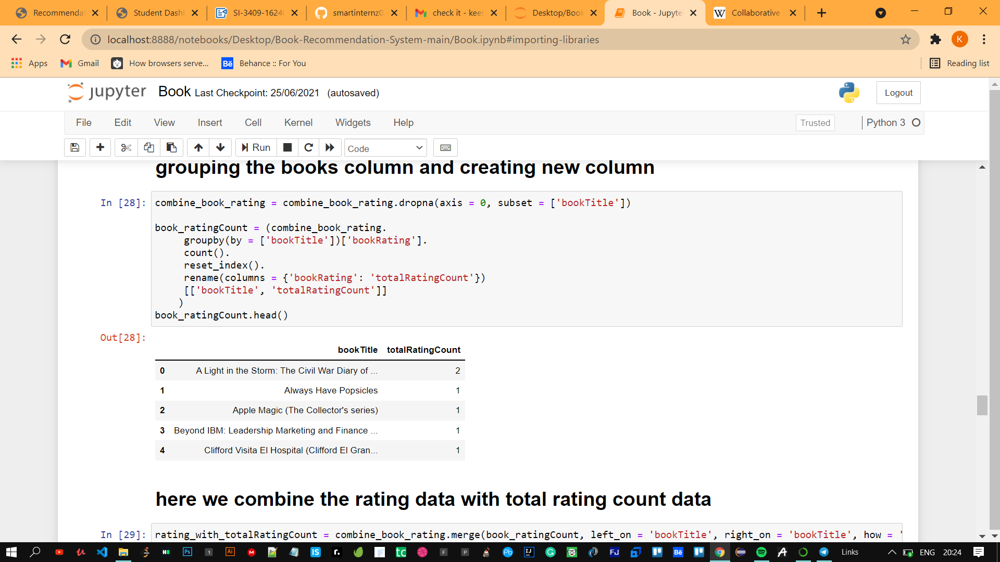 Recommenda
Student Dash
SI-3409-1624
smartinternz0
check it - keer
Desktop/Book
Book - Jupyte
Collaborative
localhost:8888/notebooks/Desktop/Book-Recommendation-System-main/Book.ipynb#importing-libraries
K
Apps
Gmail
How browsers serve...
Behance :: For You
Reading list
jupyter Book Last Checkpoint: 25/06/2021 (autosaved)
Logout
File Edit View Insert Cell Kernel Widgets Help
Trusted
Python 3
Run
Code
grouping the books column and creating new column
In [28]:
combine_book_rating = combine_book_rating.dropna(axis = 0, subset = ['bookTitle'])
book_ratingCount = (combine_book_rating.
groupby(by = ['bookTitle'])['bookRating'].
count().
reset_index().
rename(columns = {'bookRating': 'totalRatingCount'})
[['bookTitle', 'totalRatingCount']]
)
book_ratingCount.head()
Out[28]:
bookTitle totalRatingCount
0 A Light in the Storm: The Civil War Diary of ... 2
1 Always Have Popsicles 1
2 Apple Magic (The Collector's series) 1
3 Beyond IBM: Leadership Marketing and Finance ... 1
4 Clifford Visita El Hospital (Clifford El Gran... 1
here we combine the rating data with total rating count data
In [29]:
rating_with_totalRatingCount = combine_book_rating.merge(book_ratingCount, left_on = 'bookTitle', right_on = 'bookTitle', how = '
Links
ENG
20:24